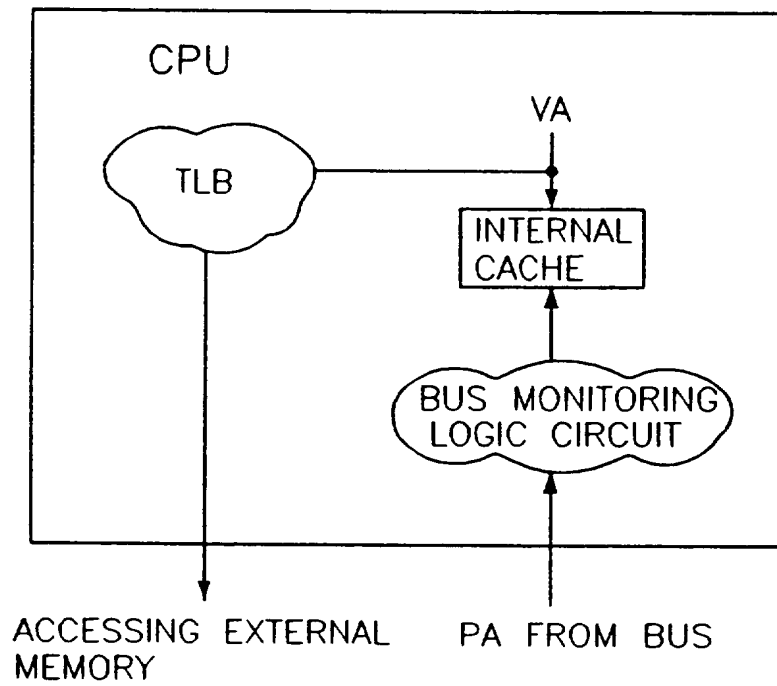 CPU
VA
TLB
INTERNAL
CACHE
BUS MONITORING
LOGIC CIRCUIT
ACCESSING EXTERNAL
MEMORY
PA FROM BUS